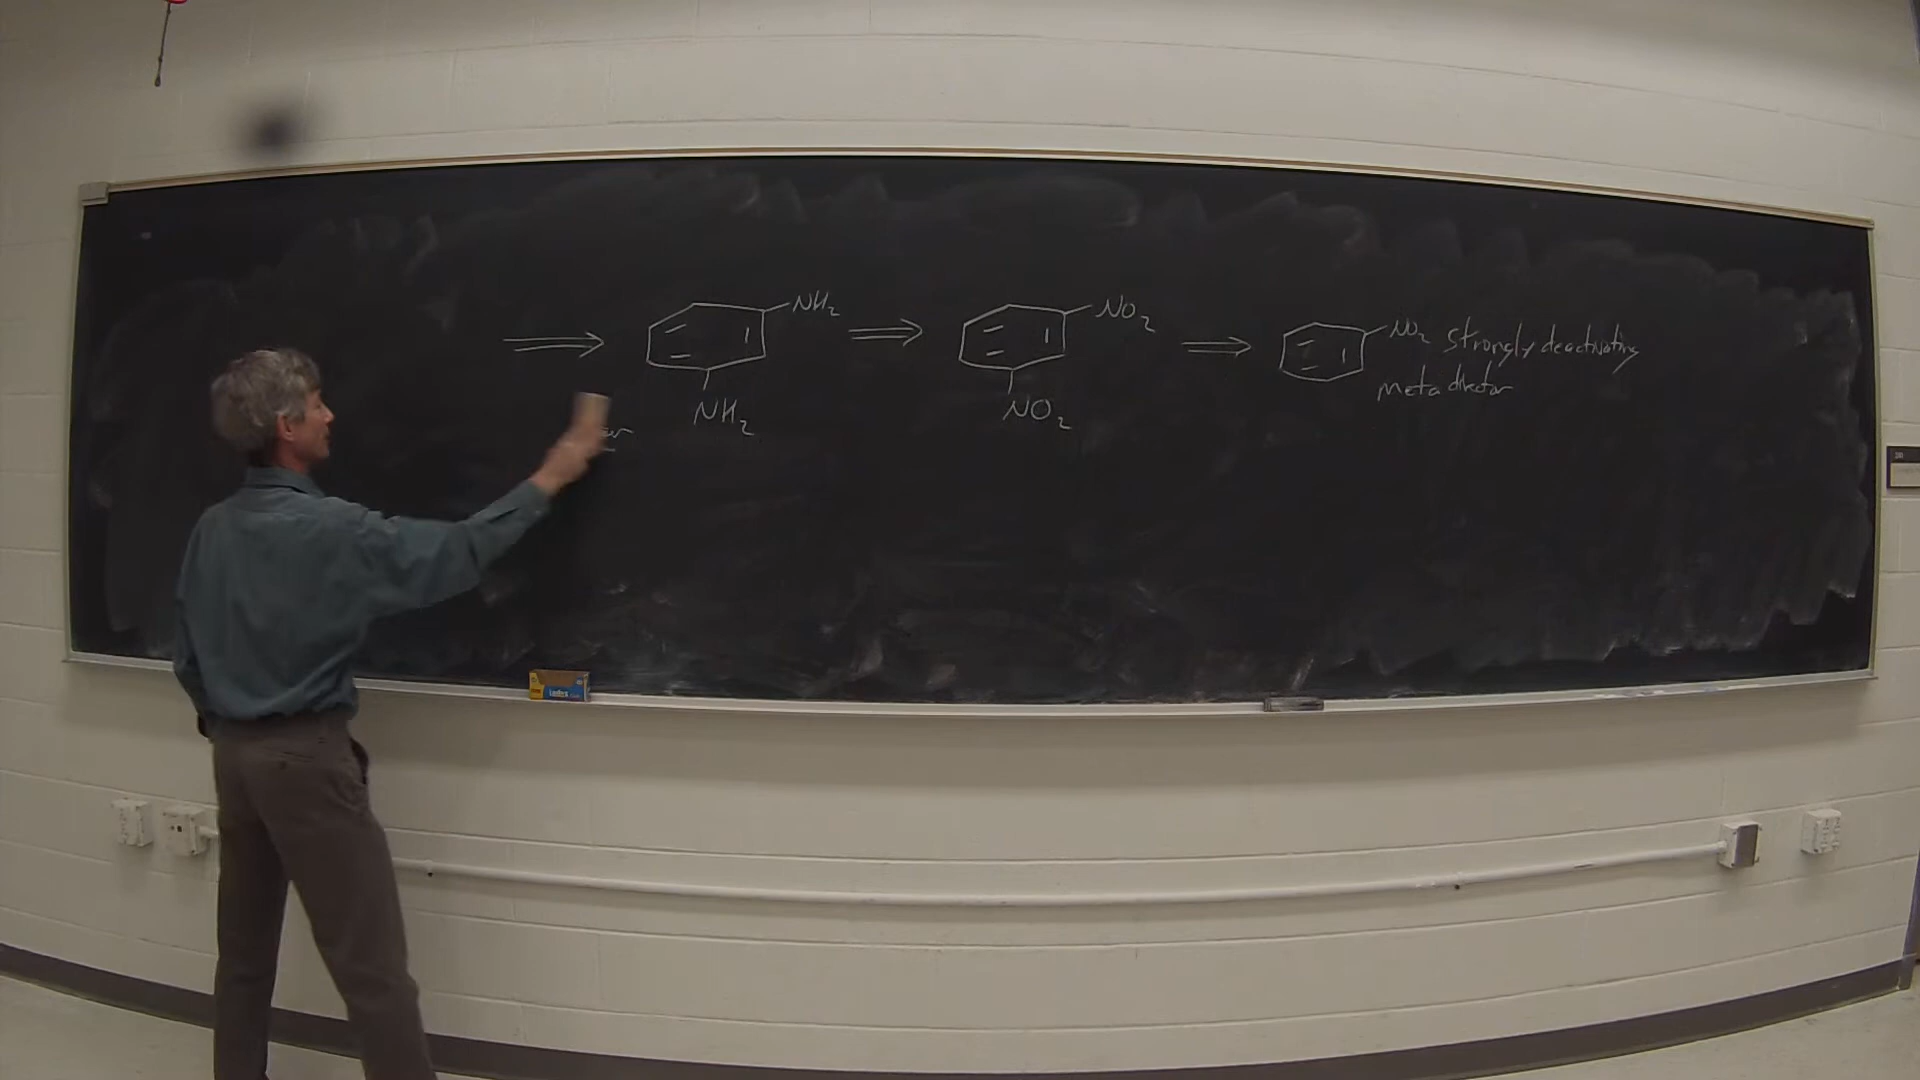 NH₂
NH₂
NO₂
NO₂
NO₂ strongly deactivating
meta director